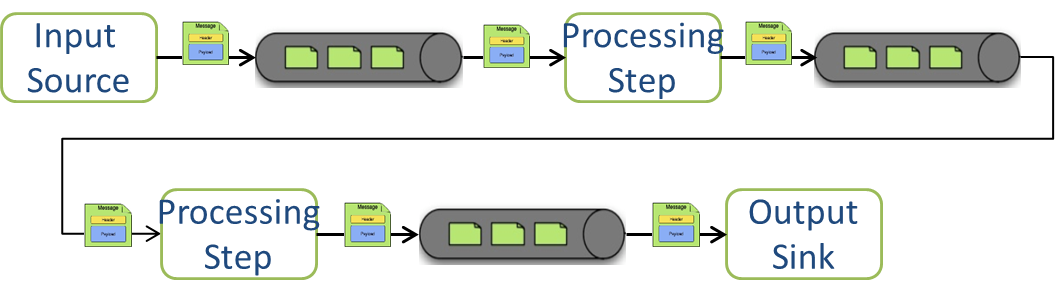 Input
Source
Message
Header
Payload
Message
Header
Payload
Processing
Step
Message
Header
Payload
Message
Header
Payload
Processing
Step
Message
Header
Payload
Message
Header
Payload
Output
Sink